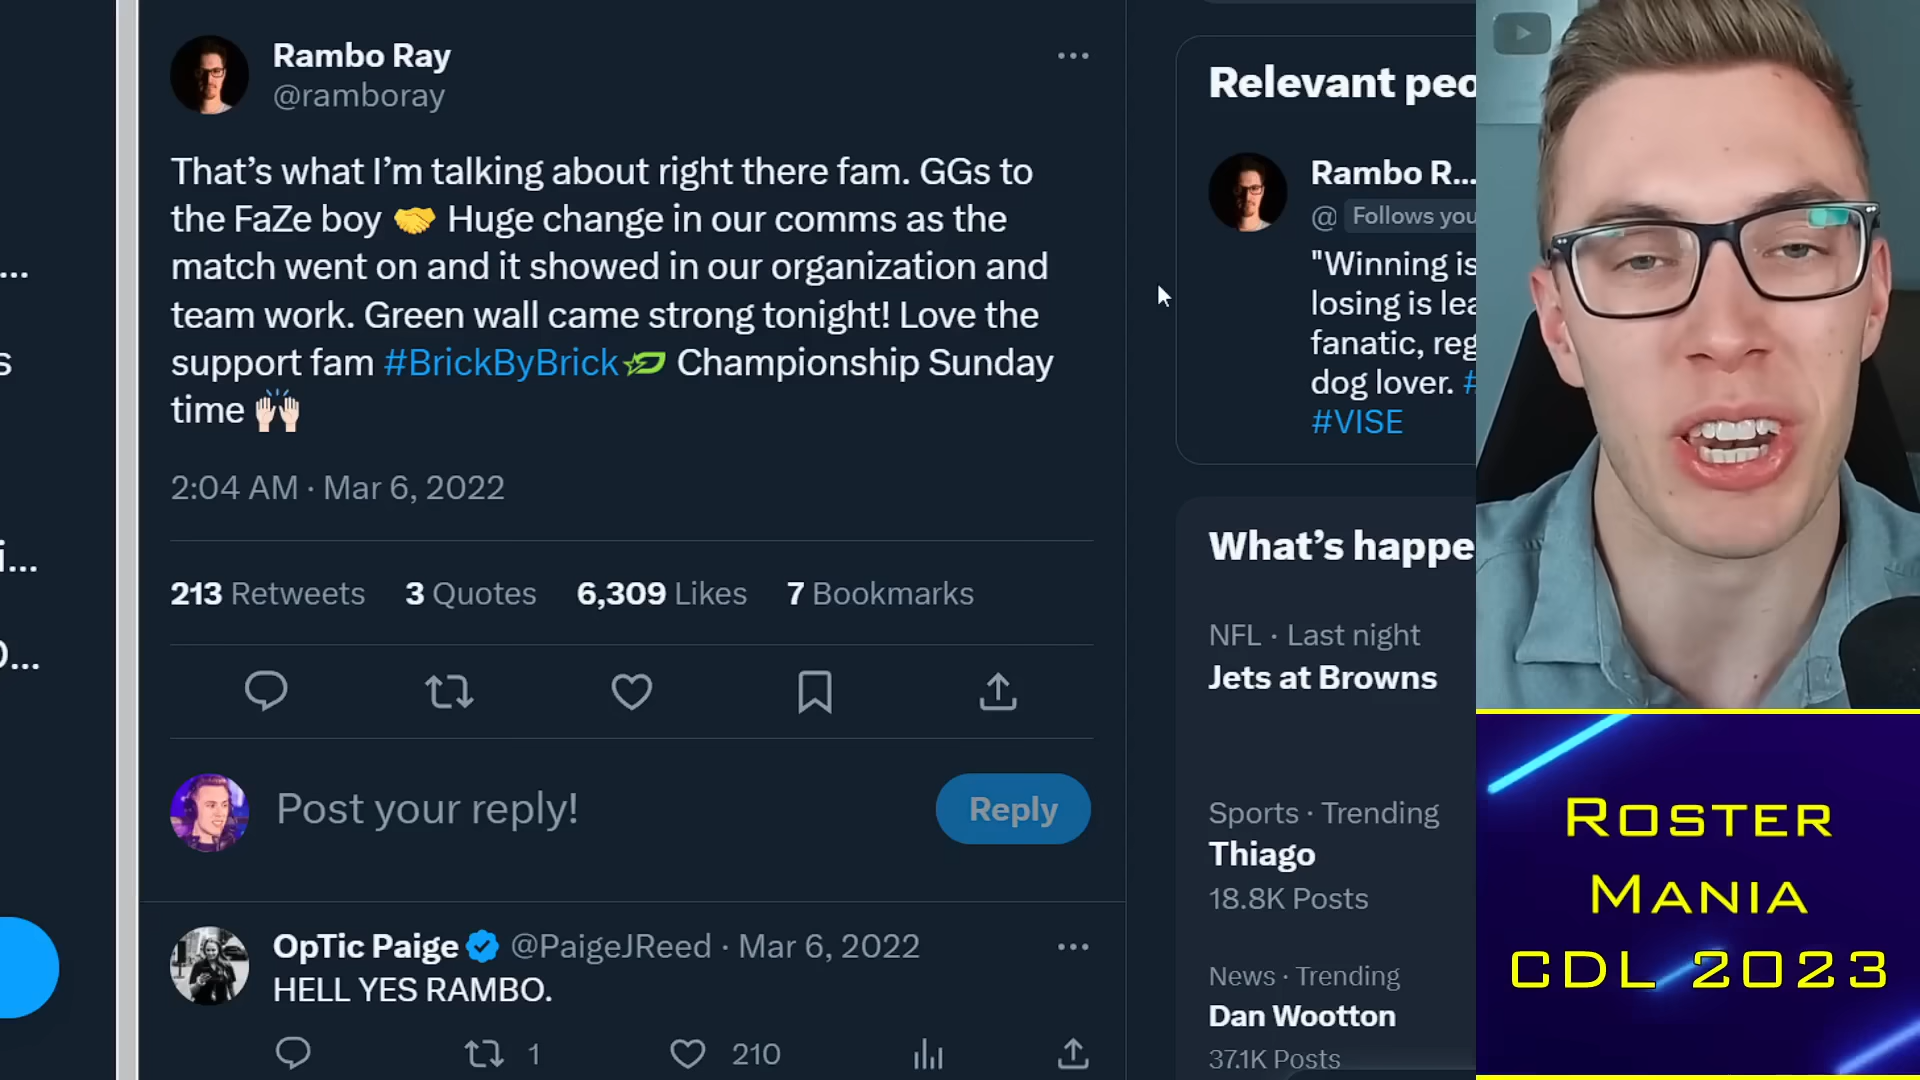 Rambo Ray
@ramboray
That's what I'm talking about right there fam. GGs to
the FaZe boy 🤝 Huge change in our comms as the
match went on and it showed in our organization and
team work. Green wall came strong tonight! Love the
support fam #BrickByBrick Championship Sunday
time 🙌🏻
2:04 AM · Mar 6, 2022
213 Retweets 3 Quotes 6,309 Likes 7 Bookmarks
Post your reply!
Reply
OpTic Paige @PaigeJReed · Mar 6, 2022
HELL YES RAMBO.
1 210
Relevant peo
Rambo R...
@ Follows you
"Winning is
losing is lea
fanatic, reg
dog lover. #
#VISE
What's happe
NFL · Last night
Jets at Browns
Sports · Trending
Thiago
18.8K Posts
News · Trending
Dan Wootton
37.1K Posts
ROSTER
MANIA
CDL 2023